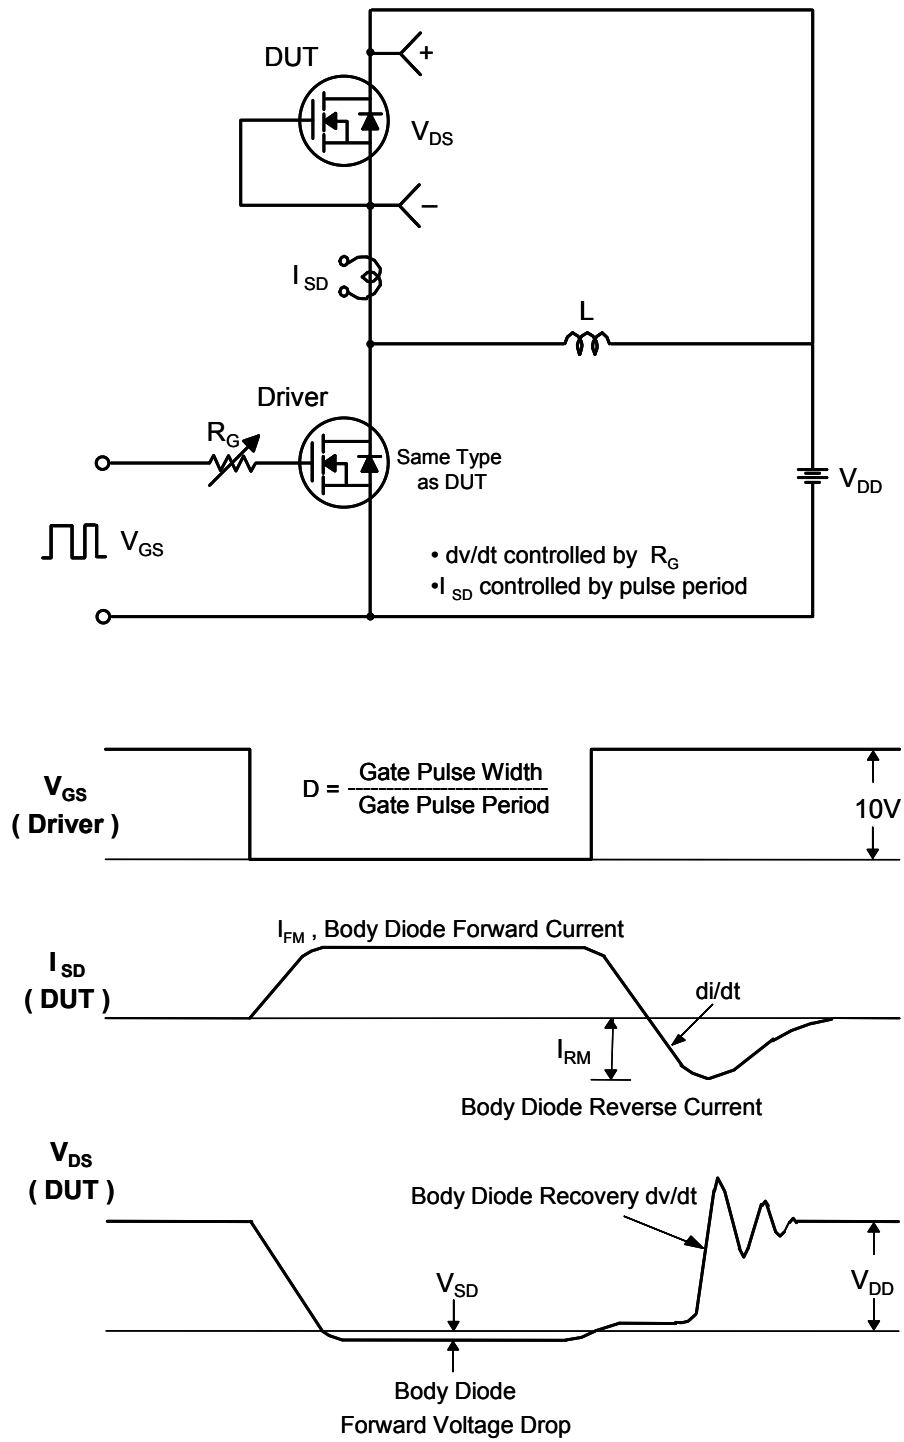 DUT
+
V_DS
–
I_SD
L
Driver
R_G
Same Type
as DUT
V_DD
V_GS
• dv/dt controlled by R_G
•I_SD controlled by pulse period
V_GS
( Driver )
D = Gate Pulse Width
--------------------------
Gate Pulse Period
10V
I_FM , Body Diode Forward Current
I_SD
( DUT )
di/dt
I_RM
Body Diode Reverse Current
V_DS
( DUT )
Body Diode Recovery dv/dt
V_SD
V_DD
Body Diode
Forward Voltage Drop